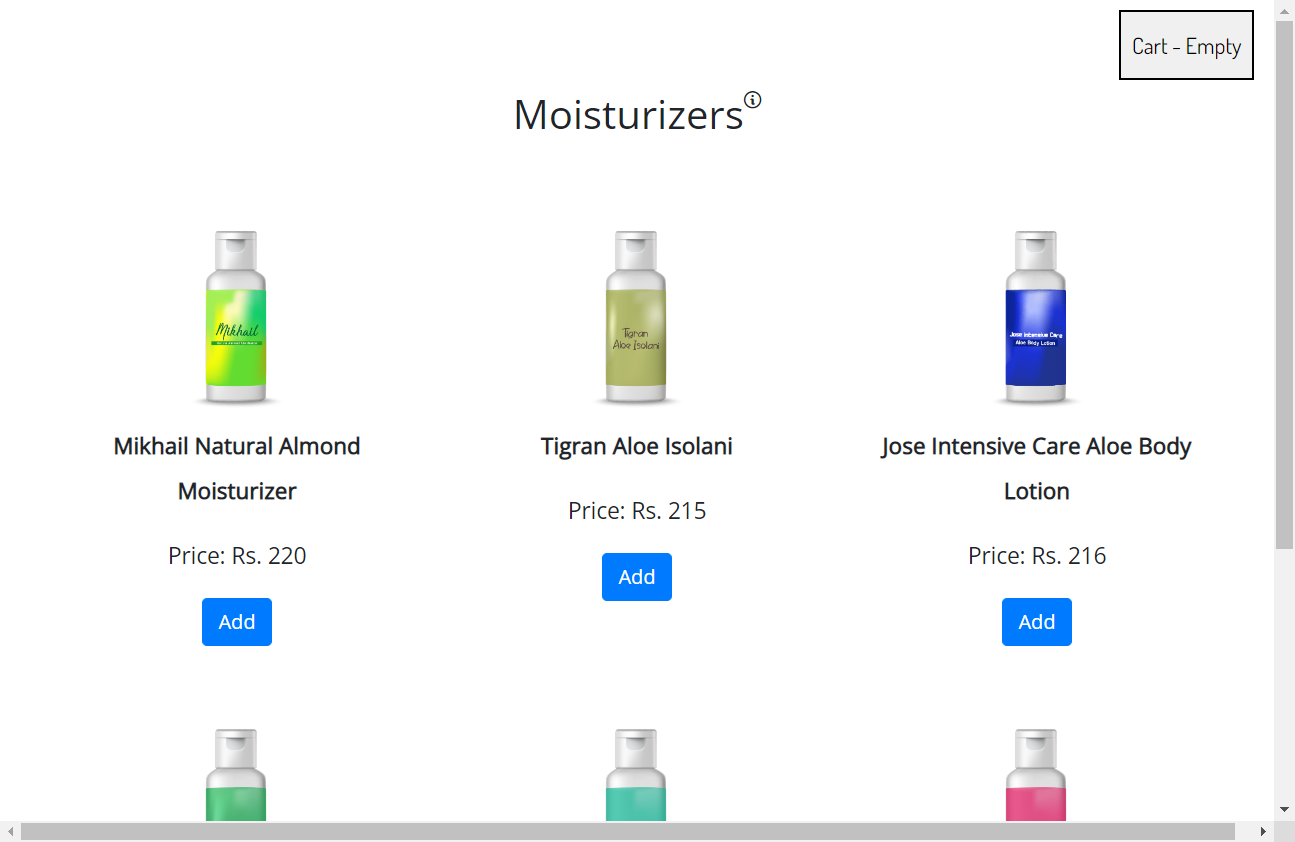 Cart - Empty
Moisturizers
Mikhail
Tigran
Aloe Isolani
Jose Intensive Care
Aloe Body Lotion
Mikhail Natural Almond
Moisturizer
Tigran Aloe Isolani
Jose Intensive Care Aloe Body
Lotion
Price: Rs. 220
Price: Rs. 215
Price: Rs. 216
Add
Add
Add